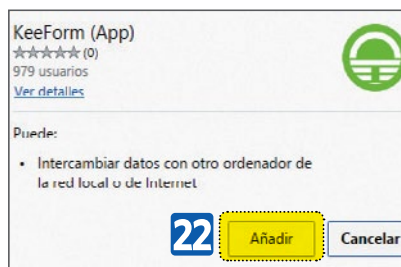 KeeForm (App)
☆☆☆☆☆ (0)
979 usuarios
Ver detalles
Puede:
• Intercambiar datos con otro ordenador de
la red local o de Internet
22 Añadir Cancelar